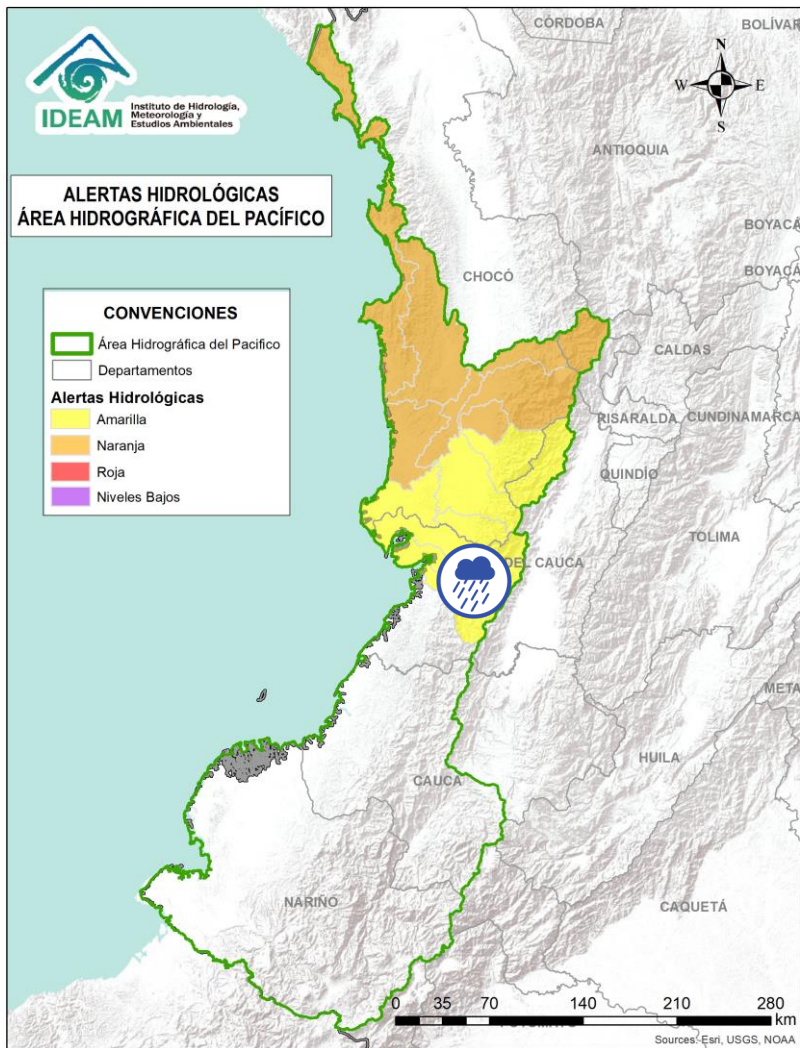 CÓRDOBA
BOLÍVAR
IDEAM
Instituto de Hidrología,
Meteorología y
Estudios Ambientales
N
W
E
S
ANTIOQUIA
ALERTAS HIDROLÓGICAS
ÁREA HIDROGRÁFICA DEL PACÍFICO
BOYACÁ
BOYACÁ
CHOCÓ
CONVENCIONES
Área Hidrográfica del Pacifico
Departamentos
Alertas Hidrológicas
Amarilla
Naranja
Roja
Niveles Bajos
CALDAS
RISARALDA
CUNDINAMARCA
QUINDÍO
TOLIMA
DEL CAUCA
META
HUILA
CAUCA
NARIÑO
CAQUETÁ
0 35 70 140 210 280
km
Sources: Esri, USGS, NOAA